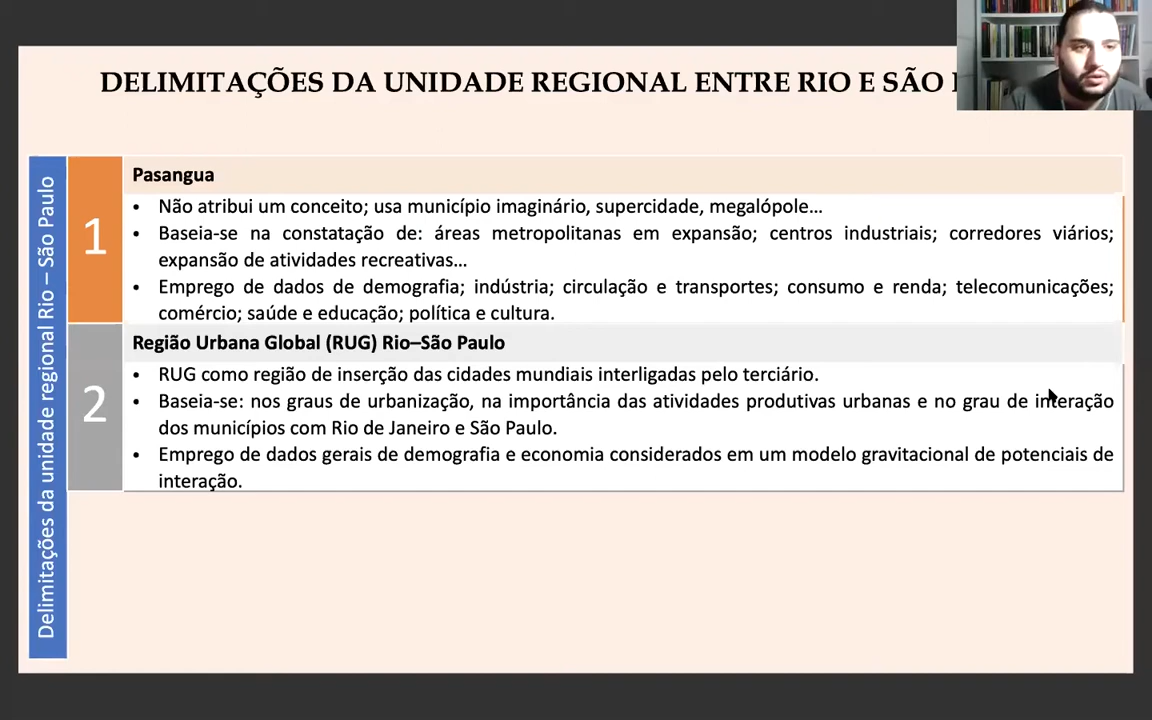 DELIMITAÇÕES DA UNIDADE REGIONAL ENTRE RIO E SÃO
Delimitações da unidade regional Rio – São Paulo
1
Pasangua
• Não atribui um conceito; usa município imaginário, supercidade, megalópole...
• Baseia-se na constatação de: áreas metropolitanas em expansão; centros industriais; corredores viários;
expansão de atividades recreativas...
• Emprego de dados de demografia; indústria; circulação e transportes; consumo e renda; telecomunicações;
comércio; saúde e educação; política e cultura.
2
Região Urbana Global (RUG) Rio–São Paulo
• RUG como região de inserção das cidades mundiais interligadas pelo terciário.
• Baseia-se: nos graus de urbanização, na importância das atividades produtivas urbanas e no grau de interação
dos municípios com Rio de Janeiro e São Paulo.
• Emprego de dados gerais de demografia e economia considerados em um modelo gravitacional de potenciais de
interação.